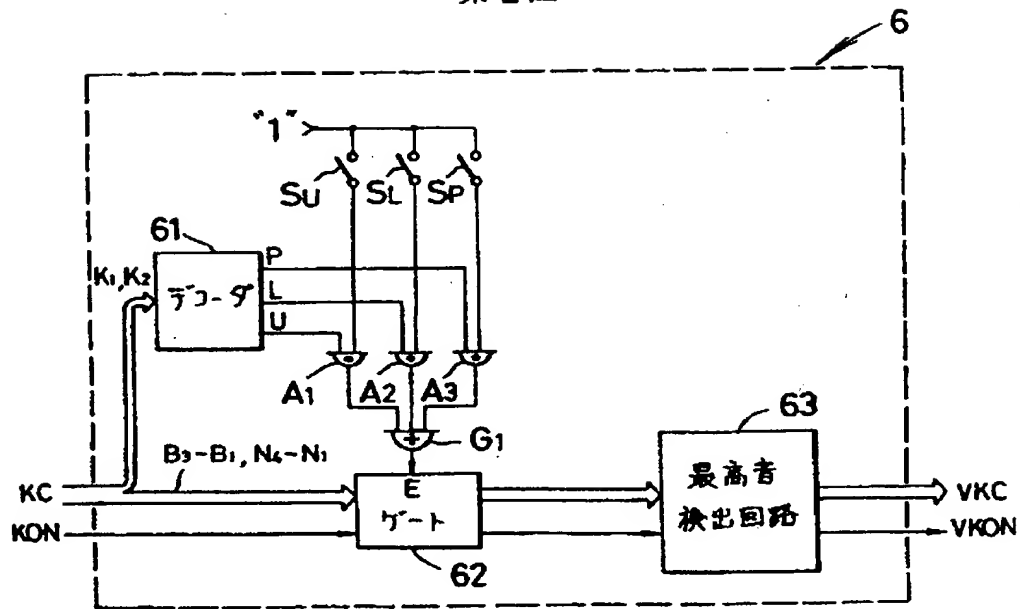 6
"1"
SU SL SP
61
K1, K2
デコーダ
P
L
U
A1 A2 A3
G1
63
B3~B1, N4~N1
KC
E
ゲート
最高音
検出回路
VKC
KON
VKON
62